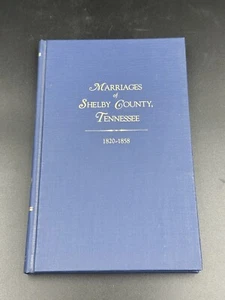 MARRIAGES
of
SHELBY COUNTY,
TENNESSEE
1820-1858